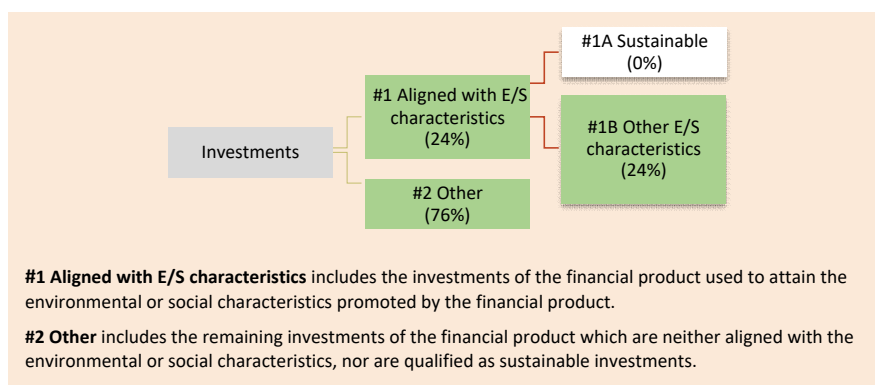 #1A Sustainable
(0%)
#1 Aligned with E/S
characteristics
(24%)
#1B Other E/S
characteristics
(24%)
Investments
#2 Other
(76%)
#1 Aligned with E/S characteristics includes the investments of the financial product used to attain the
environmental or social characteristics promoted by the financial product.
#2 Other includes the remaining investments of the financial product which are neither aligned with the
environmental or social characteristics, nor are qualified as sustainable investments.